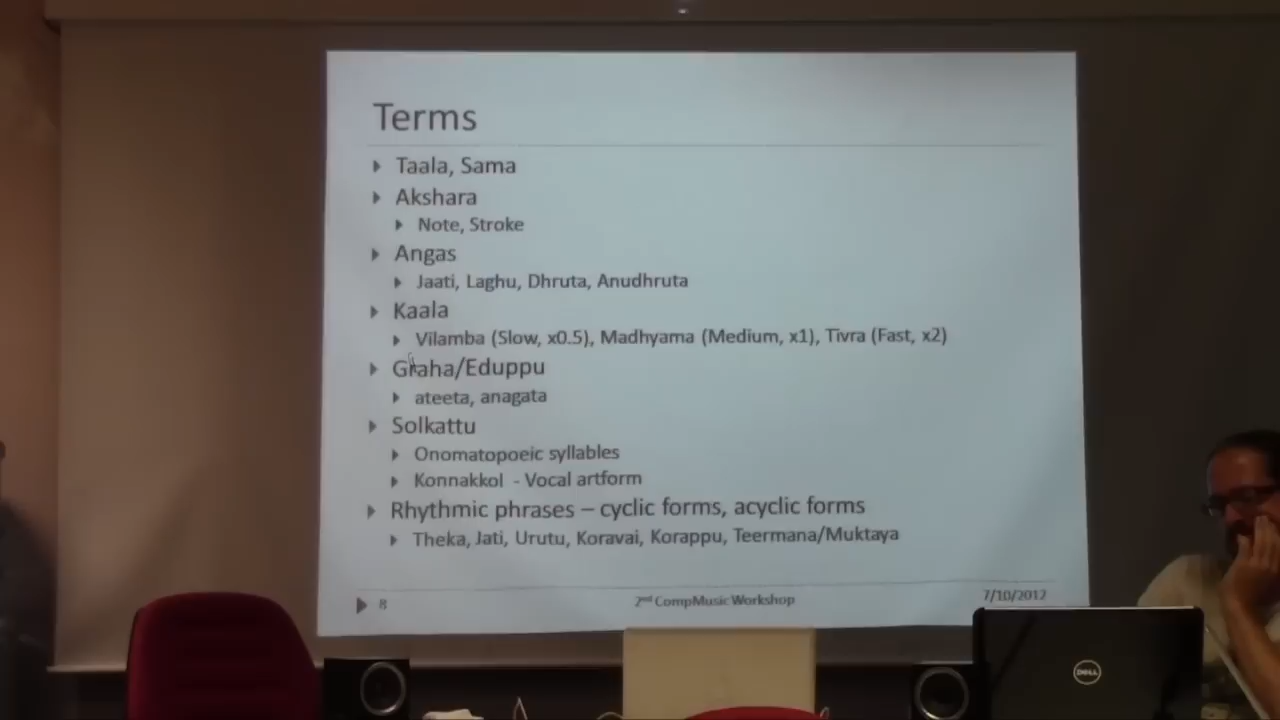 Terms
Taala, Sama
Akshara
Note, Stroke
Angas
Jaati, Laghu, Dhruta, Anudhruta
Kaala
Vilamba (Slow, x0.5), Madhyama (Medium, x1), Tivra (Fast, x2)
Graha/Eduppu
ateeta, anagata
Solkattu
Onomatopoeic syllables
Konnakkol - Vocal artform
Rhythmic phrases – cyclic forms, acyclic forms
Theka, Jati, Urutu, Koravai, Korappu, Teermana/Muktaya
8 2nd CompMusic Workshop 7/10/2012
DELL